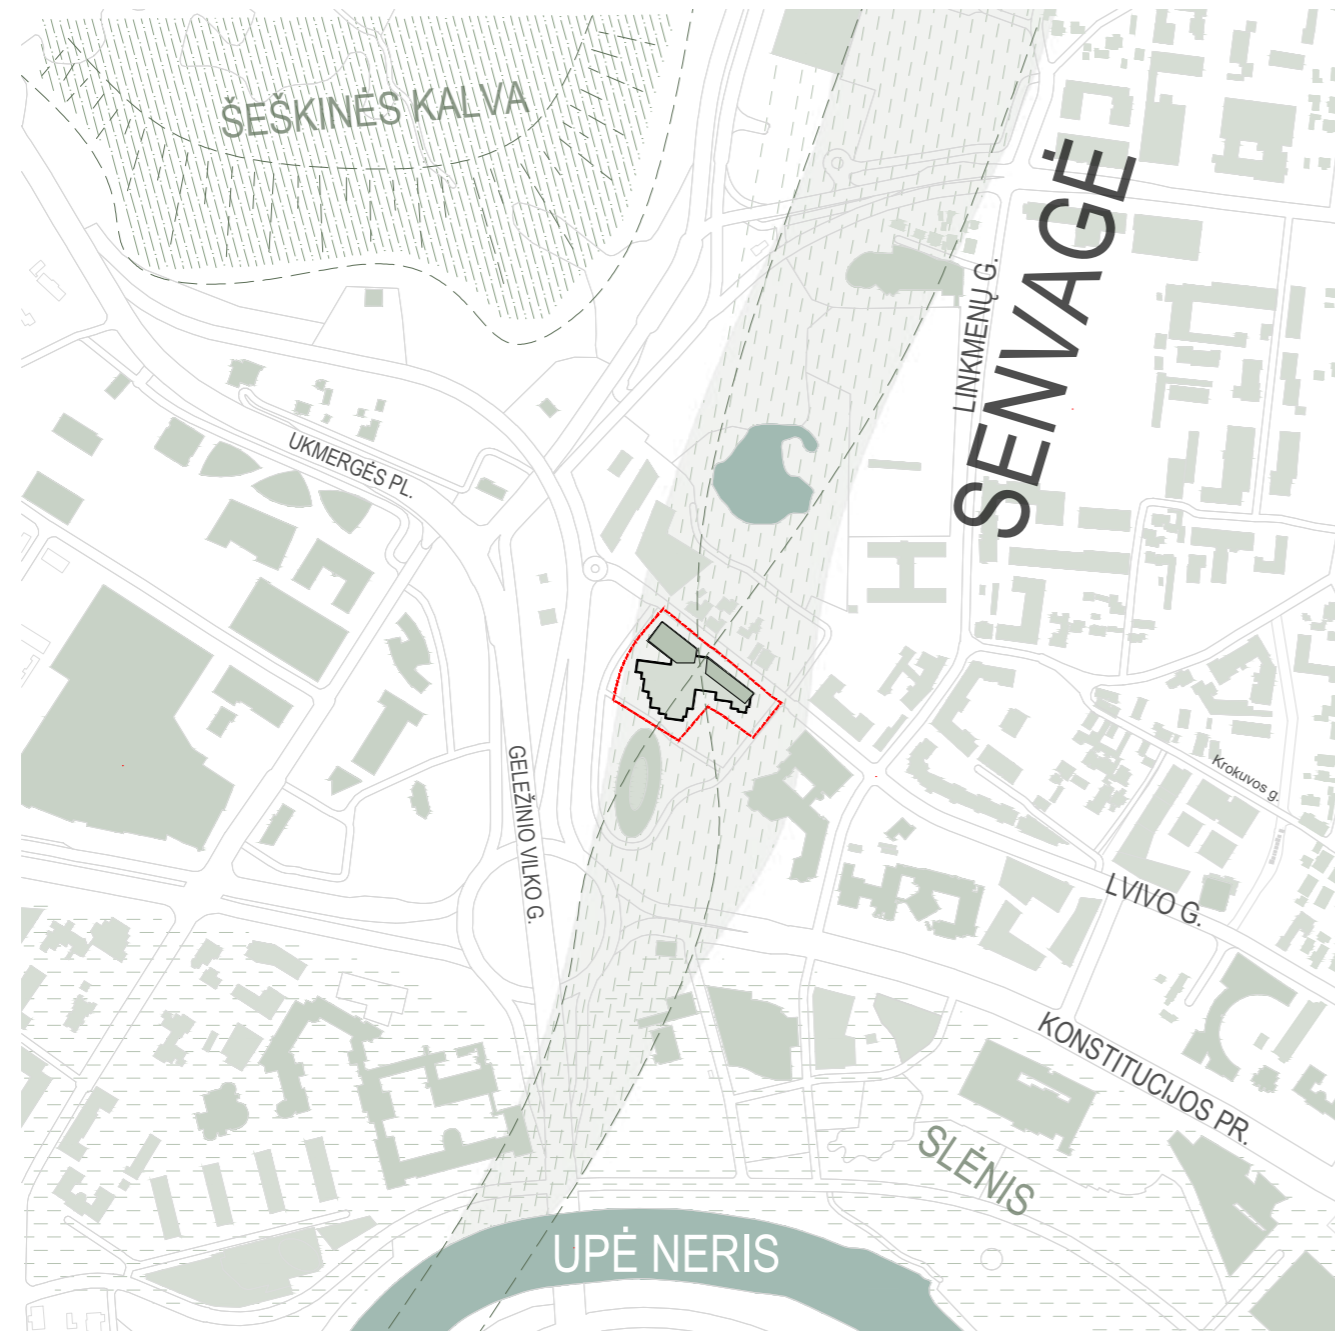 ŠEŠKINĖS KALVA
SENVAGĖ
LINKMENŲ G.
UKMERGĖS PL.
GELEŽINIO VILKO G.
Krokuvos g.
LVIVO G.
KONSTITUCIJOS PR.
SLĖNIS
UPĖ NERIS